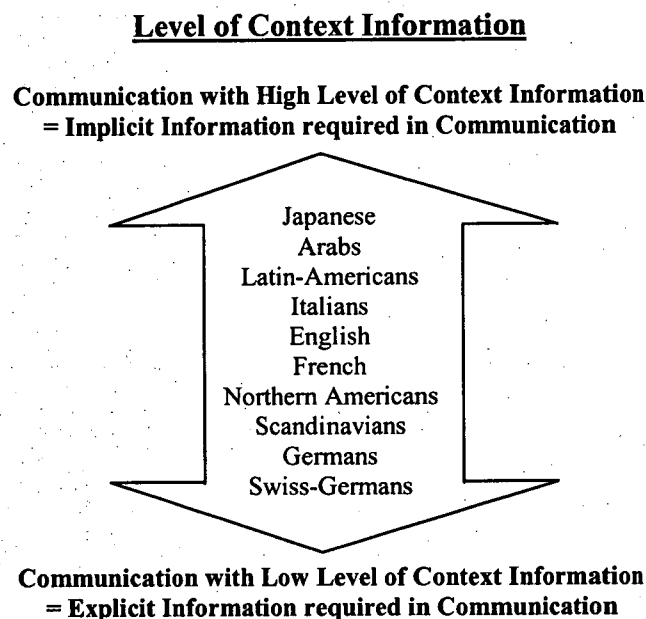 Level of Context Information
Communication with High Level of Context Information
= Implicit Information required in Communication
Japanese
Arabs
Latin-Americans
Italians
English
French
Northern Americans
Scandinavians
Germans
Swiss-Germans
Communication with Low Level of Context Information
= Explicit Information required in Communication